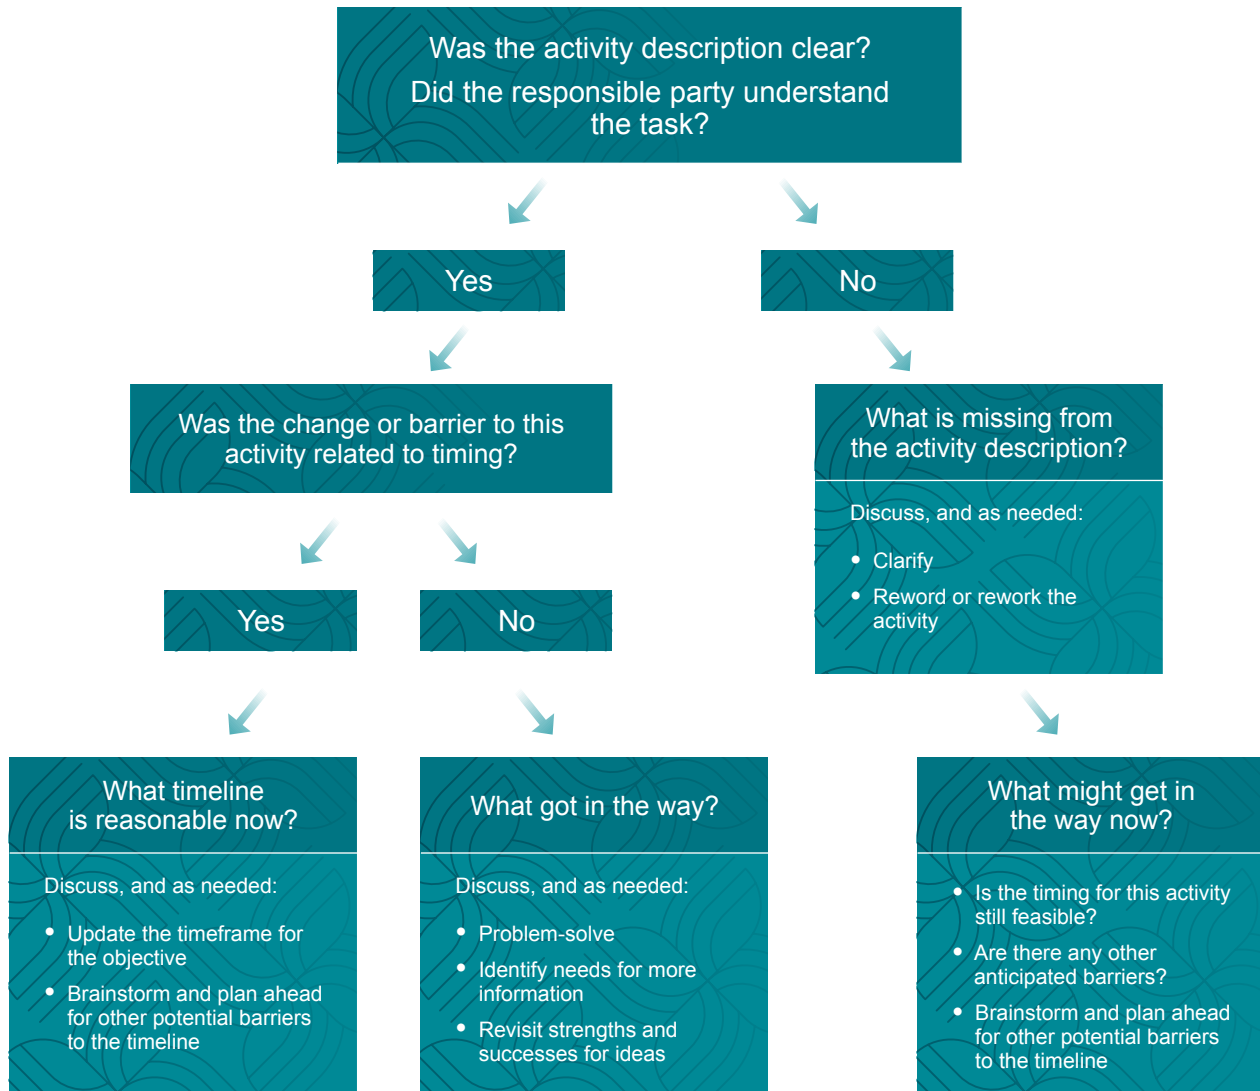 Was the activity description clear?
Did the responsible party understand
the task?
Yes
No
Was the change or barrier to this
activity related to timing?
What is missing from
the activity description?
Discuss, and as needed:
• Clarify
• Reword or rework the
activity
Yes
No
What timeline
is reasonable now?
Discuss, and as needed:
• Update the timeframe for
the objective
• Brainstorm and plan ahead
for other potential barriers
to the timeline
What got in the way?
Discuss, and as needed:
• Problem-solve
• Identify needs for more
information
• Revisit strengths and
successes for ideas
What might get in
the way now?
• Is the timing for this activity
still feasible?
• Are there any other
anticipated barriers?
• Brainstorm and plan ahead
for other potential barriers
to the timeline